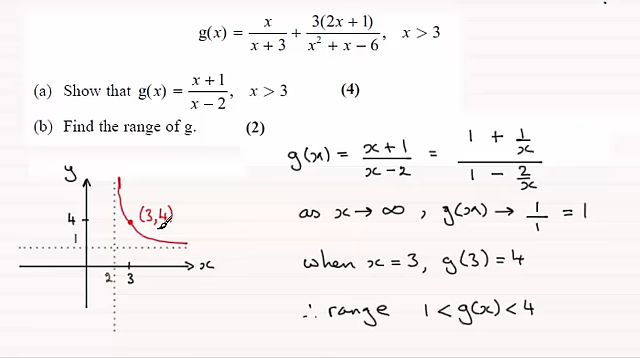 g(x) = x/(x + 3) + 3(2x + 1)/(x² + x − 6), x > 3
(a) Show that g(x) = (x + 1)/(x − 2), x > 3 (4)
(b) Find the range of g. (2)
g(x) = (x + 1)/(x − 2) = (1 + 1/x)/(1 − 2/x)
y
(3,4)
4
1
2 3
x
as x → ∞, g(x) → 1/1 = 1
when x = 3, g(3) = 4
∴ range 1 < g(x) < 4